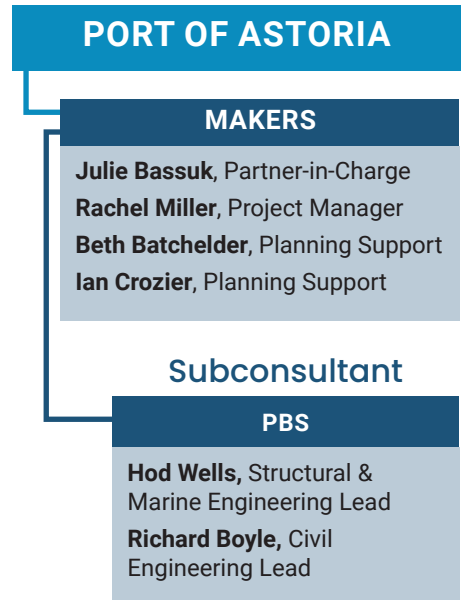 PORT OF ASTORIA
MAKERS
Julie Bassuk, Partner-in-Charge
Rachel Miller, Project Manager
Beth Batchelder, Planning Support
Ian Crozier, Planning Support
Subconsultant
PBS
Hod Wells, Structural &
Marine Engineering Lead
Richard Boyle, Civil
Engineering Lead